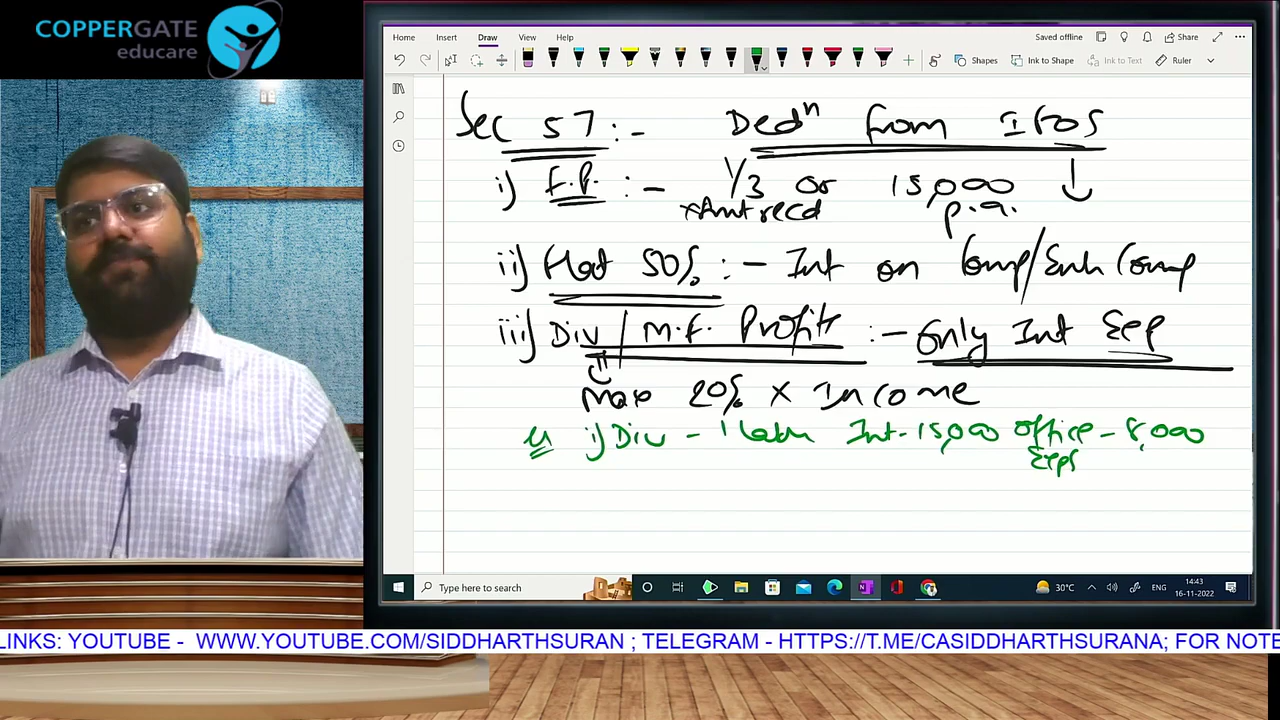 COPPERGATE
educare
Home Insert Draw View Help
Saved offline Share
Shapes Ink to Shape Ink to Text Ruler
Sec 57 :- Dedⁿ from IFOS
i) F.P. :- 1/3 or 15,000 ↓
x Amt recd p.a.
ii) Flat 50% :- Int on Comp/Enh Comp
iii) Div / M.F. Profits :- Only Int Exp
Max 20% x Income
i) Div - 1 lakh Int - 15,000 Office - 8,000
Exps
Type here to search
30°C ENG 14:43
16-11-2022
LINKS: YOUTUBE - WWW.YOUTUBE.COM/SIDDHARTHSURAN ; TELEGRAM - HTTPS://T.ME/CASIDDHARTHSURANA; FOR NOTE